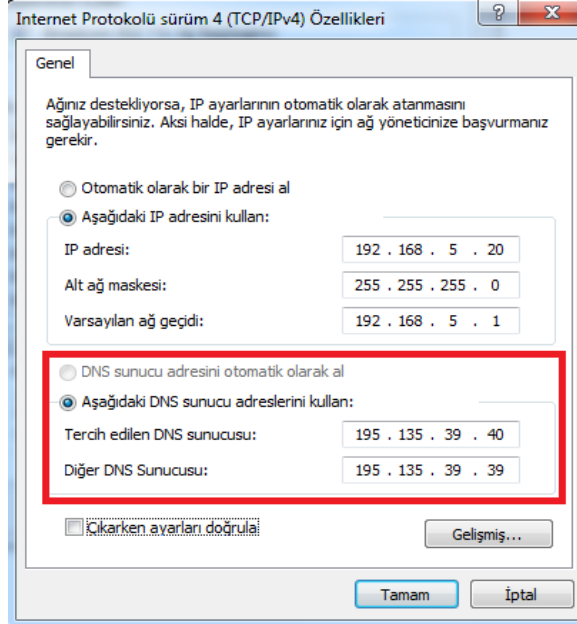 Internet Protokolü sürüm 4 (TCP/IPv4) Özellikleri
Genel
Ağınız destekliyorsa, IP ayarlarının otomatik olarak atanmasını
sağlayabilirsiniz. Aksi halde, IP ayarlarınız için ağ yöneticinize başvurmanız
gerekir.
Otomatik olarak bir IP adresi al
Aşağıdaki IP adresini kullan:
IP adresi: 192 . 168 . 5 . 20
Alt ağ maskesi: 255 . 255 . 255 . 0
Varsayılan ağ geçidi: 192 . 168 . 5 . 1
DNS sunucu adresini otomatik olarak al
Aşağıdaki DNS sunucu adreslerini kullan:
Tercih edilen DNS sunucusu: 195 . 135 . 39 . 40
Diğer DNS Sunucusu: 195 . 135 . 39 . 39
Çıkarken ayarları doğrula
Gelişmiş...
Tamam İptal